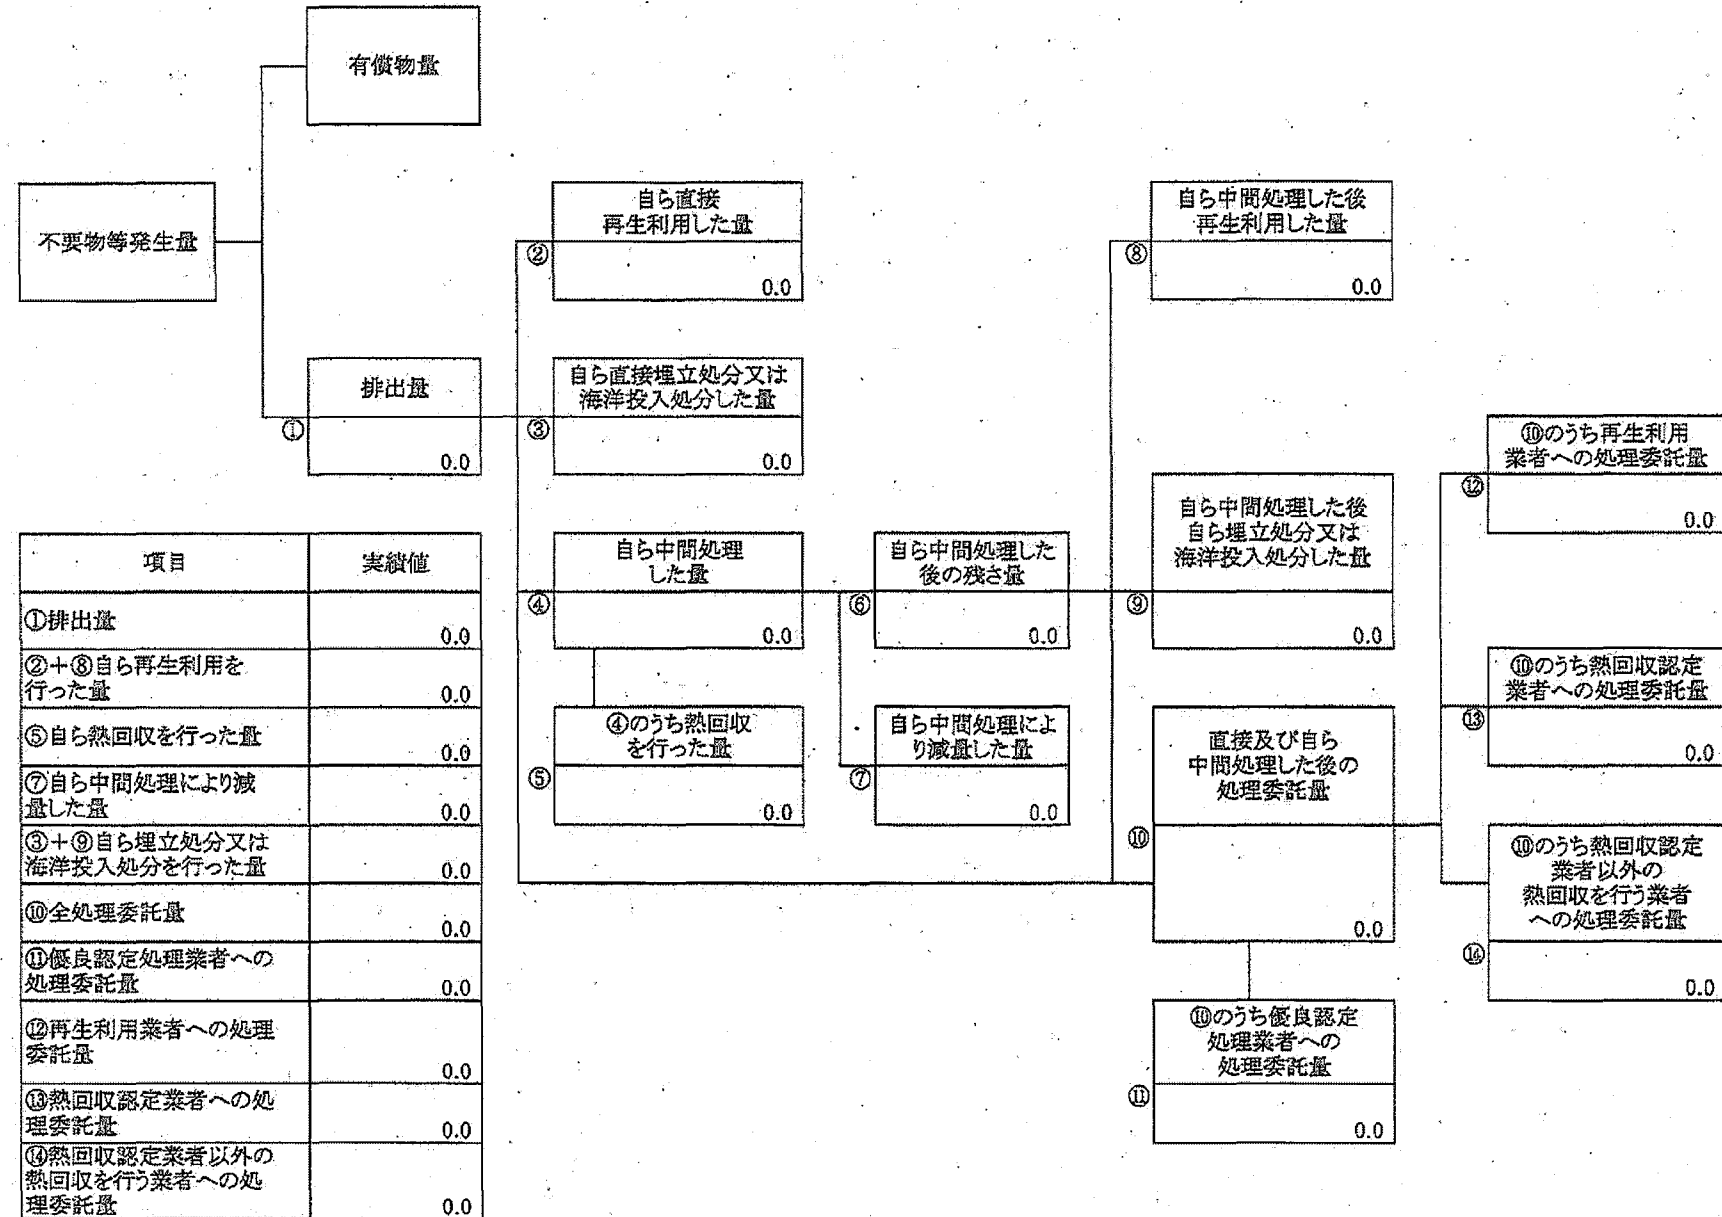 有償物量
不要物等発生量
自ら直接
再生利用した量
②
0.0
自ら中間処理した後
再生利用した量
⑧
0.0
排出量
①
0.0
自ら直接埋立処分又は
海洋投入処分した量
③
0.0
⑩のうち再生利用
業者への処理委託量
⑫
0.0
自ら中間処理
した量
④
0.0
自ら中間処理した
後の残さ量
⑥
0.0
自ら中間処理した後
自ら埋立処分又は
海洋投入処分した量
⑨
0.0
⑩のうち熱回収認定
業者への処理委託量
⑬
0.0
④のうち熱回収
を行った量
⑤
0.0
自ら中間処理によ
り減量した量
⑦
0.0
直接及び自ら
中間処理した後の
処理委託量
⑩
0.0
⑩のうち熱回収認定
業者以外の
熱回収を行う業者
への処理委託量
⑭
0.0
⑩のうち優良認定
処理業者への
処理委託量
⑪
0.0
項目
実績値
①排出量
0.0
②+⑧自ら再生利用を
行った量
0.0
⑤自ら熱回収を行った量
0.0
⑦自ら中間処理により減
量した量
0.0
③+⑨自ら埋立処分又は
海洋投入処分を行った量
0.0
⑩全処理委託量
0.0
⑪優良認定処理業者への
処理委託量
0.0
⑫再生利用業者への処理
委託量
0.0
⑬熱回収認定業者への処
理委託量
0.0
⑭熱回収認定業者以外の
熱回収を行う業者への処
理委託量
0.0